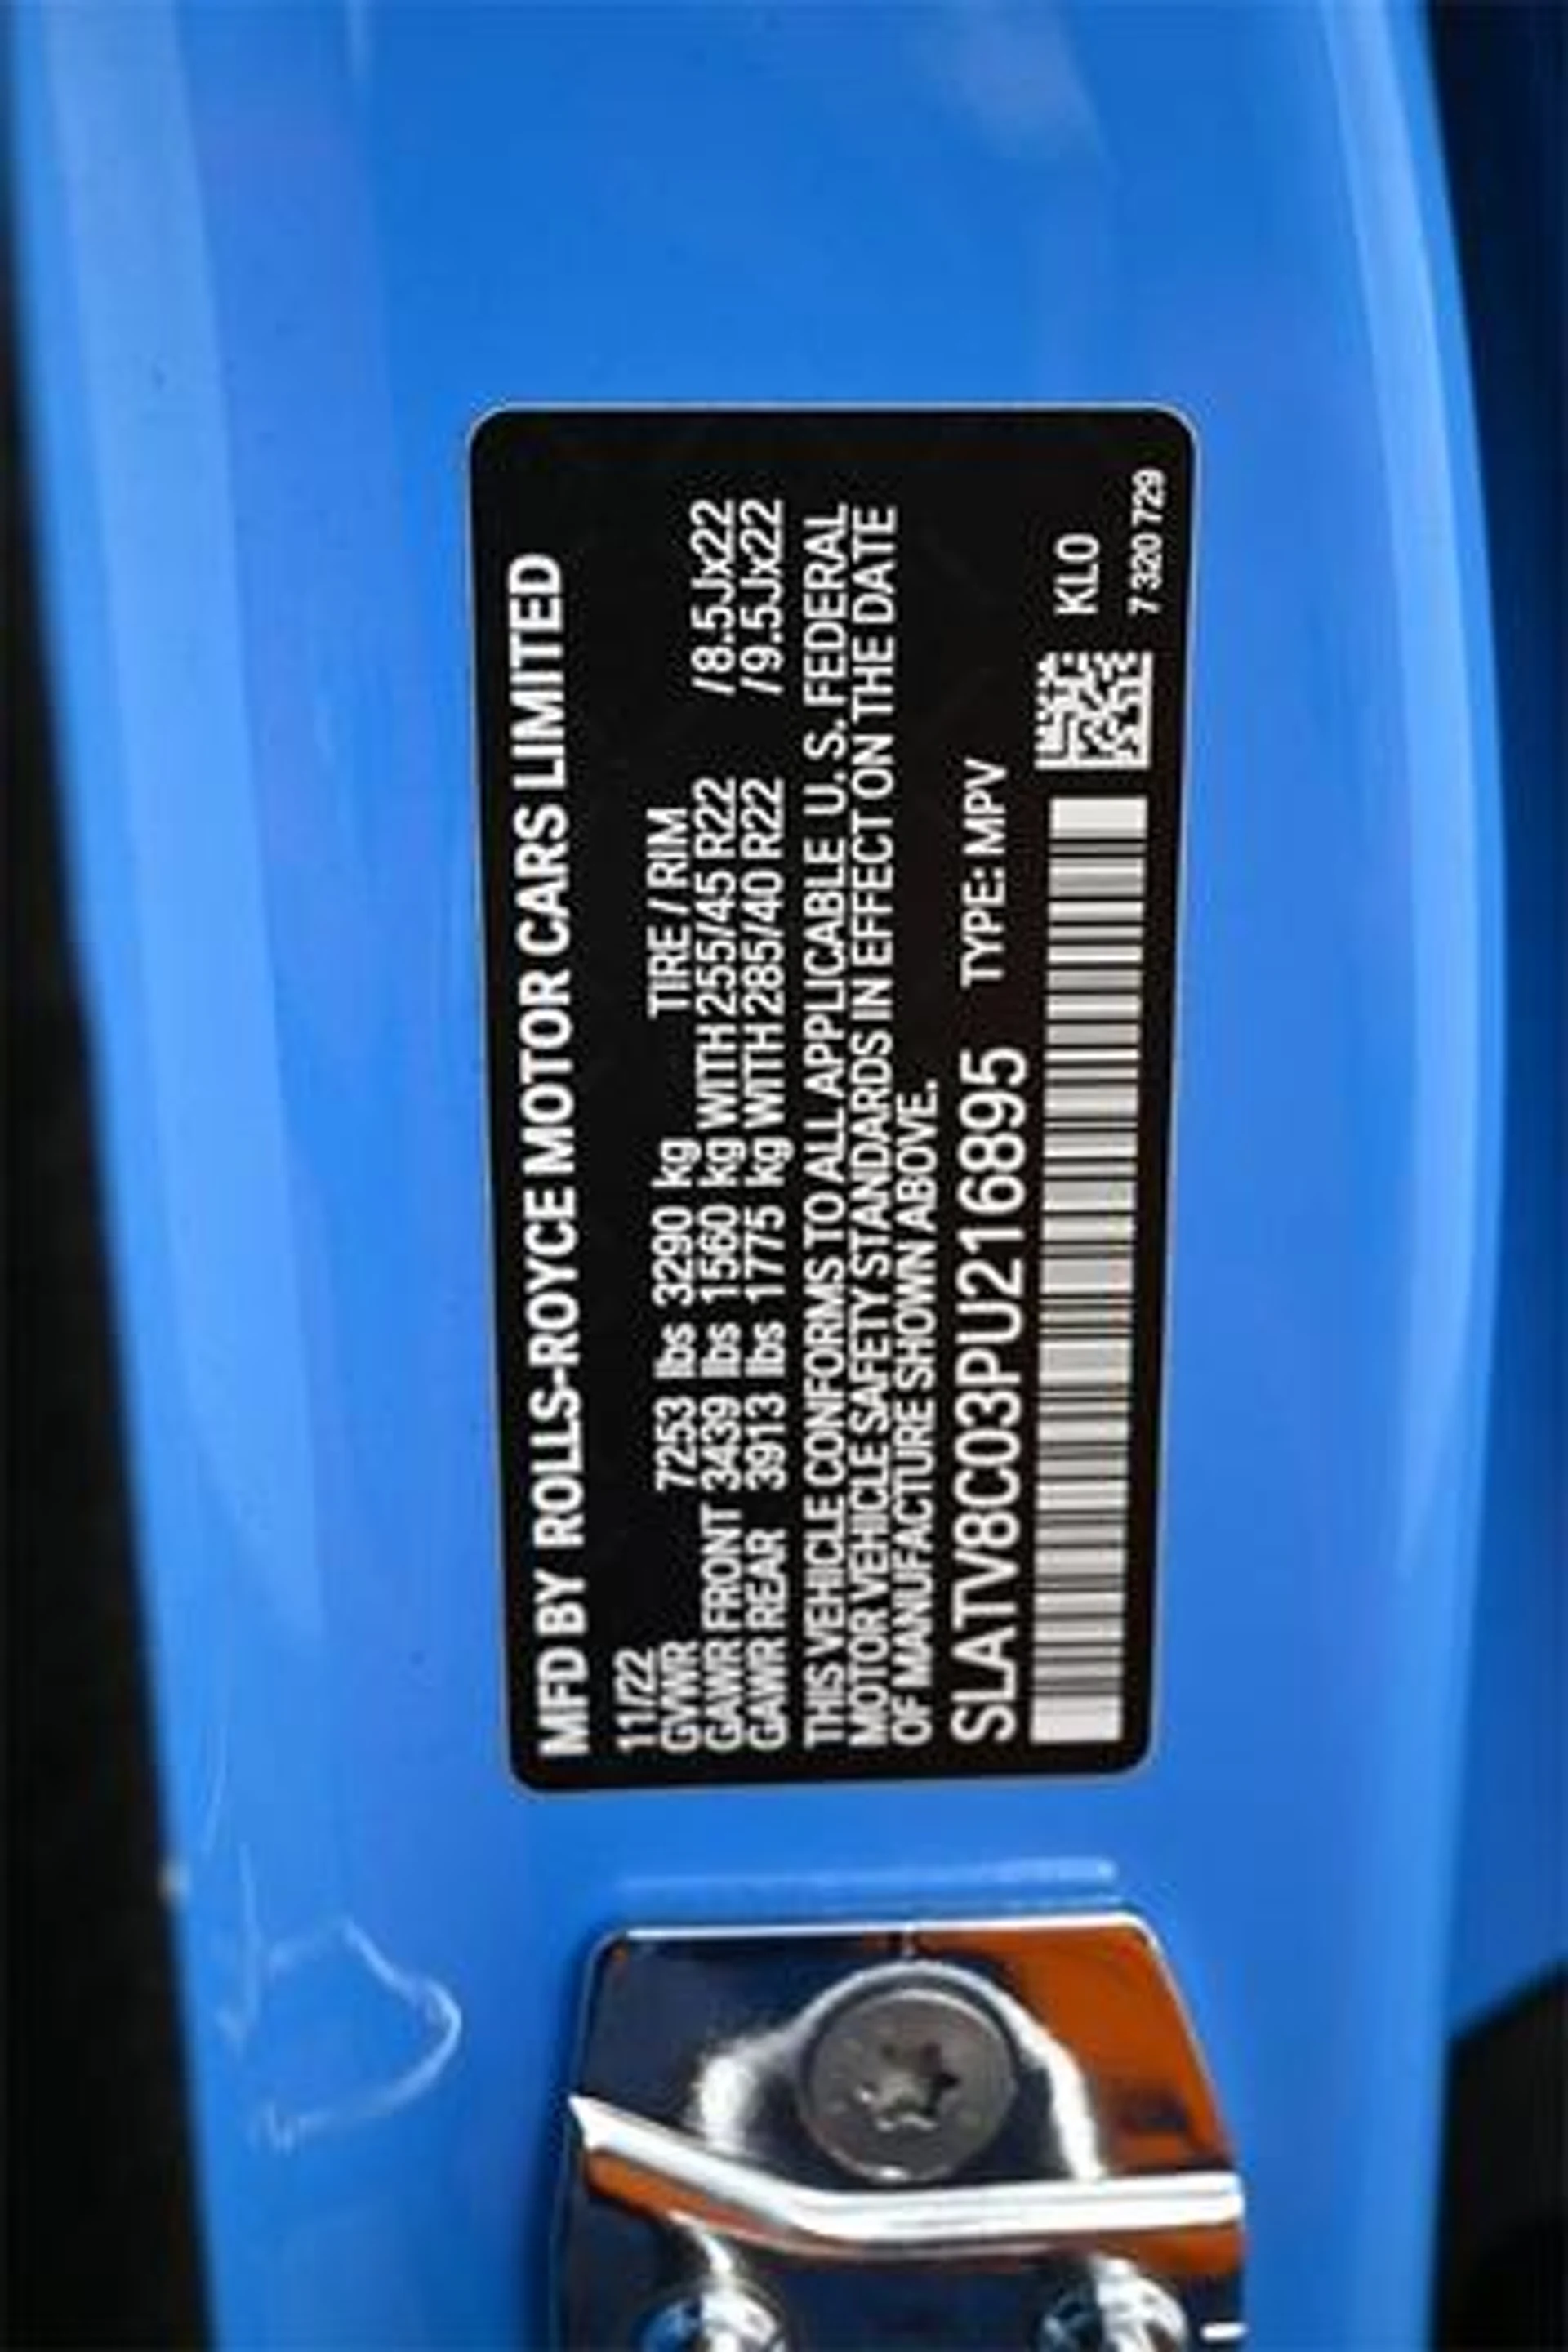 MFD BY ROLLS-ROYCE MOTOR CARS LIMITED
11/22
GVWR 7253 lbs 3290 kg TIRE / RIM
GAWR FRONT 3439 lbs 1560 kg WITH 255/45 R22 / 8.5Jx22
GAWR REAR 3913 lbs 1775 kg WITH 285/40 R22 / 9.5Jx22
THIS VEHICLE CONFORMS TO ALL APPLICABLE U. S. FEDERAL
MOTOR VEHICLE SAFETY STANDARDS IN EFFECT ON THE DATE
OF MANUFACTURE SHOWN ABOVE.
SLATV8C03PU216895 TYPE: MPV
KL0
7 320 729